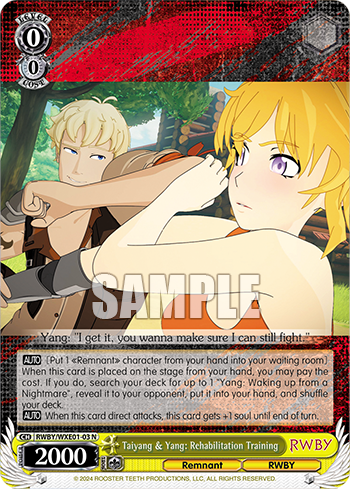 LEVEL
0
0
COST
SAMPLE
Yang: "I get it, you wanna make sure I can still fight."
AUTO [Put 1 «Remnant» character from your hand into your waiting room]
When this card is placed on the stage from your hand, you may pay the
cost. If you do, search your deck for up to 1 "Yang: Waking up from a
Nightmare", reveal it to your opponent, put it into your hand, and shuffle
your deck.
AUTO When this card direct attacks, this card gets +1 soul until end of turn.
CH RWBY/WXE01-03 N
Taiyang & Yang: Rehabilitation Training
RWBY
2000
Remnant
RWBY
© 2024 ROOSTER TEETH PRODUCTIONS, LLC, ALL RIGHTS RESERVED.